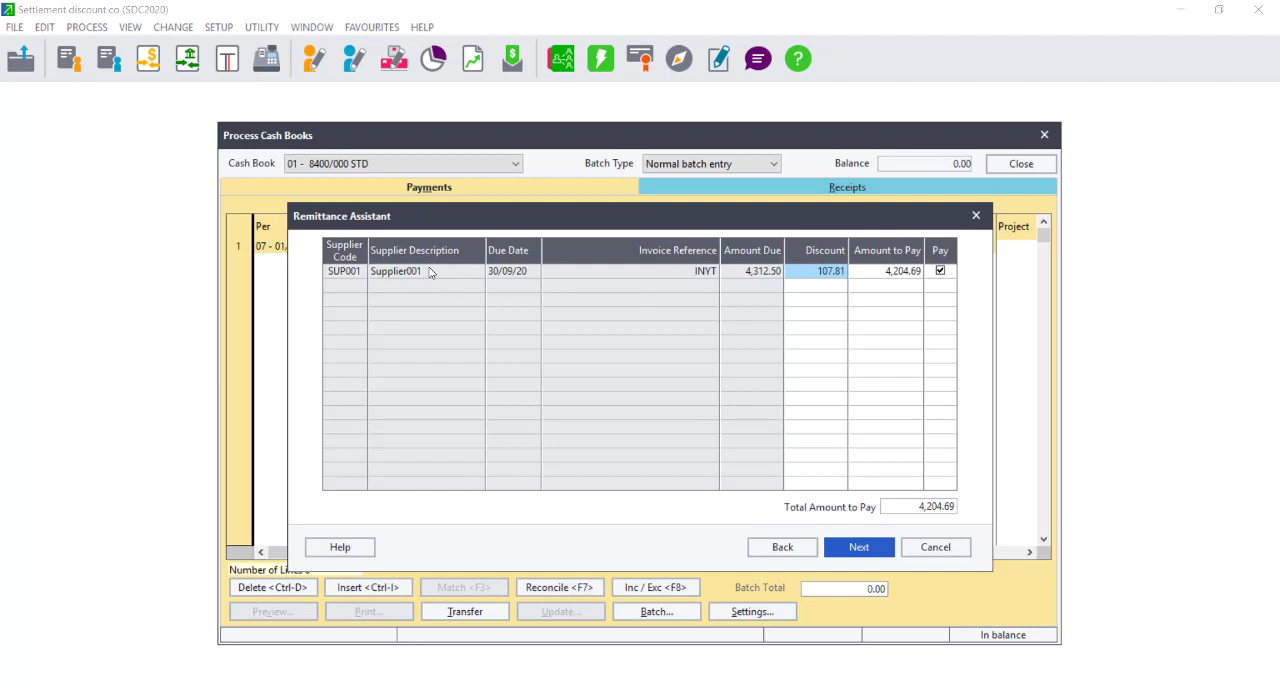 Settlement discount co (SDC2020)
FILE EDIT PROCESS VIEW CHANGE SETUP UTILITY WINDOW FAVOURITES HELP
Process Cash Books
Cash Book 01 - 8400/000 STD Batch Type Normal batch entry Balance 0.00 Close
Payments Receipts
Remittance Assistant
Per Project
1 07 - 01/
Supplier Code Supplier Description Due Date Invoice Reference Amount Due Discount Amount to Pay Pay
SUP001 Supplier001 30/09/20 INYT 4,312.50 107.81 4,204.69
Total Amount to Pay 4,204.69
Help Back Next Cancel
Number of
Delete <Ctrl-D> Insert <Ctrl-I> Match <F3> Reconcile <F7> Inc / Exc <F8> Batch Total 0.00
Preview... Print... Transfer Update... Batch... Settings...
In balance